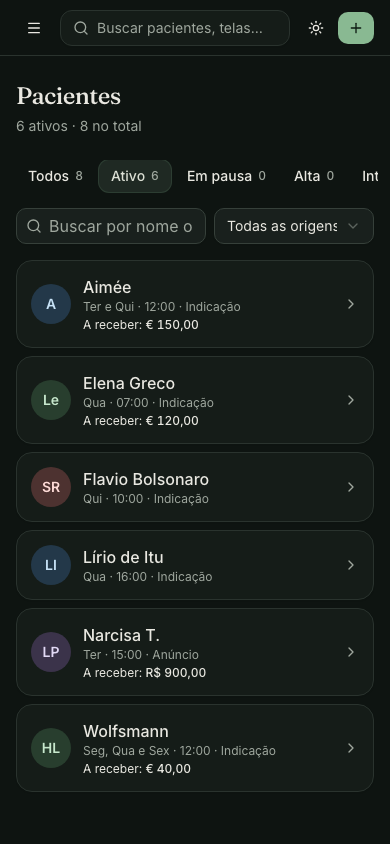 Buscar pacientes, telas...
Pacientes
6 ativos · 8 no total
Todos 8 Ativo 6 Em pausa 0 Alta 0 Int
Buscar por nome o
Todas as origens
A
Aimée
Ter e Qui · 12:00 · Indicação
A receber: € 150,00
Le
Elena Greco
Qua · 07:00 · Indicação
A receber: € 120,00
SR
Flavio Bolsonaro
Qui · 10:00 · Indicação
LI
Lírio de Itu
Qua · 16:00 · Indicação
LP
Narcisa T.
Ter · 15:00 · Anúncio
A receber: R$ 900,00
HL
Wolfsmann
Seg, Qua e Sex · 12:00 · Indicação
A receber: € 40,00